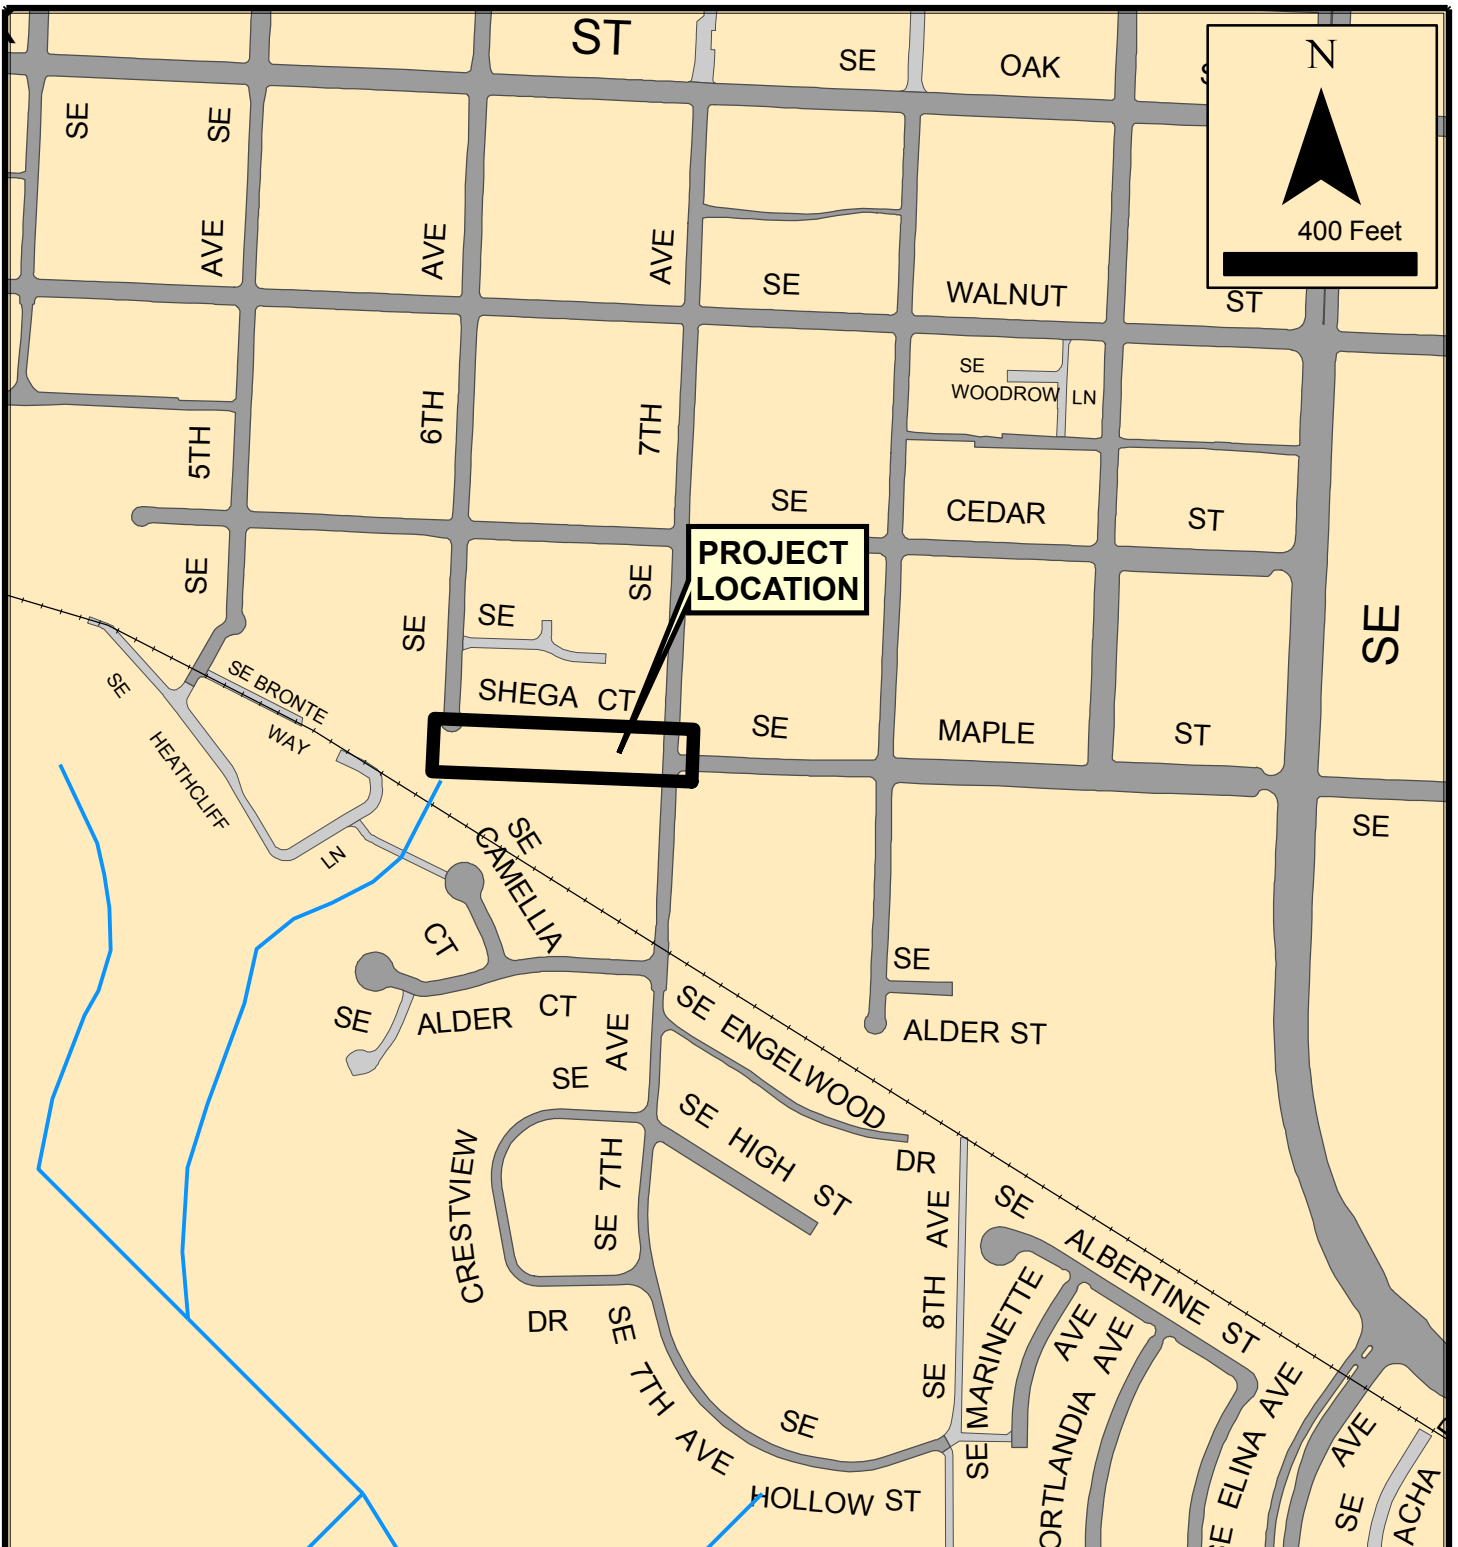 ST
SE OAK
N
400 Feet
SE
SE
AVE
AVE
AVE
SE WALNUT ST
SE
WOODROW LN
5TH
6TH
7TH
SE CEDAR ST
PROJECT
LOCATION
SE
SE
SE
SE
SE
SHEGA CT
SE MAPLE ST
SE
SE BRONTE
WAY
SE
HEATHCLIFF
LN
SE
CAMELLIA
CT
SE ALDER CT
SE
ALDER ST
AVE
SE ENGELWOOD
DR
SE HIGH ST
SE
CRESTVIEW
DR
SE 7TH
SE 7TH AVE
SE
HOLLOW ST
SE 8TH AVE
SE ALBERTINE ST
SE MARINETTE AVE
ORTLANDIA AVE
SE ELINA AVE
SE AVE
ACHA